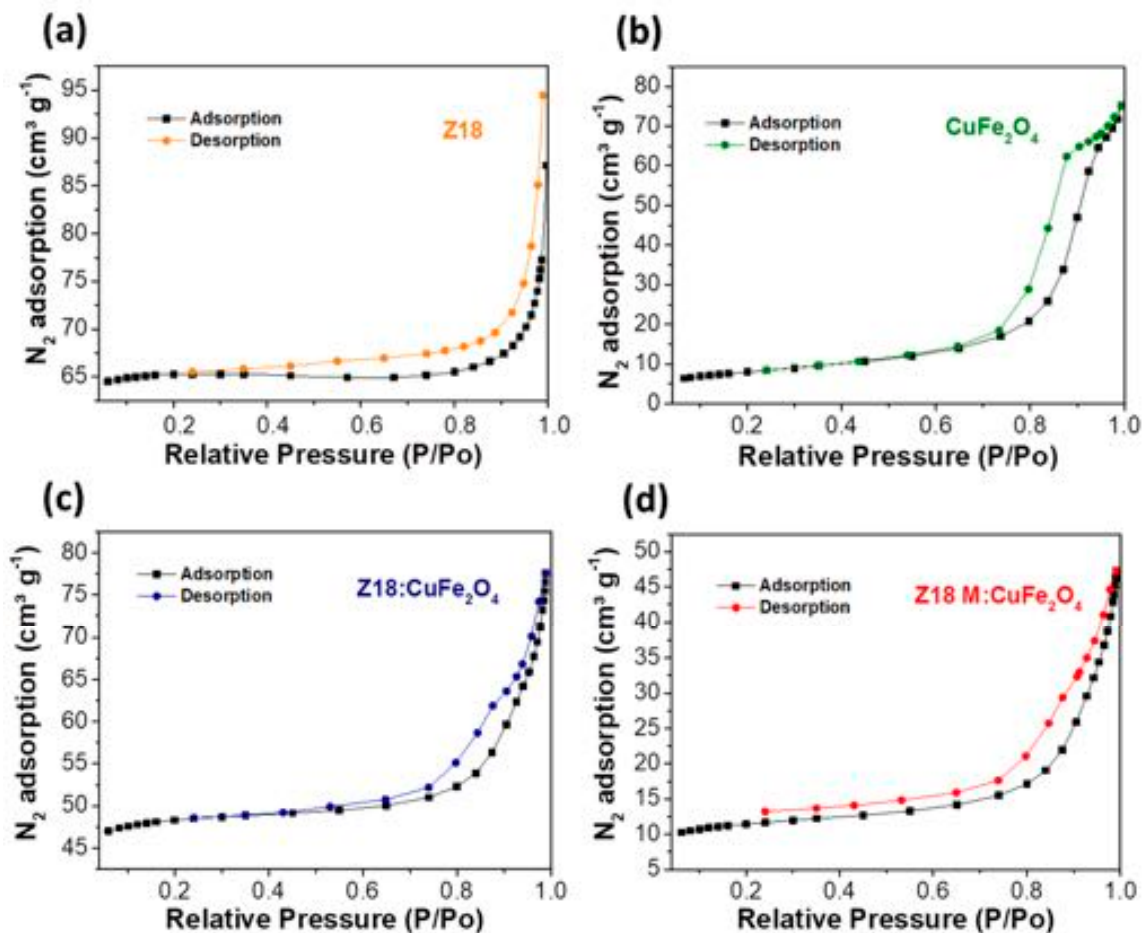 (a)
N₂ adsorption (cm³ g⁻¹)
95
90
85
80
75
70
65
Adsorption
Desorption
Z18
0.2
0.4
0.6
0.8
1.0
Relative Pressure (P/Po)
(b)
N₂ adsorption (cm³ g⁻¹)
80
70
60
50
40
30
20
10
0
Adsorption
Desorption
CuFe₂O₄
0.2
0.4
0.6
0.8
1.0
Relative Pressure (P/Po)
(c)
N₂ adsorption (cm³ g⁻¹)
80
75
70
65
60
55
50
45
Adsorption
Desorption
Z18:CuFe₂O₄
0.2
0.4
0.6
0.8
1.0
Relative Pressure (P/Po)
(d)
N₂ adsorption (cm³ g⁻¹)
50
45
40
35
30
25
20
15
10
5
Adsorption
Desorption
Z18 M:CuFe₂O₄
0.2
0.4
0.6
0.8
1.0
Relative Pressure (P/Po)